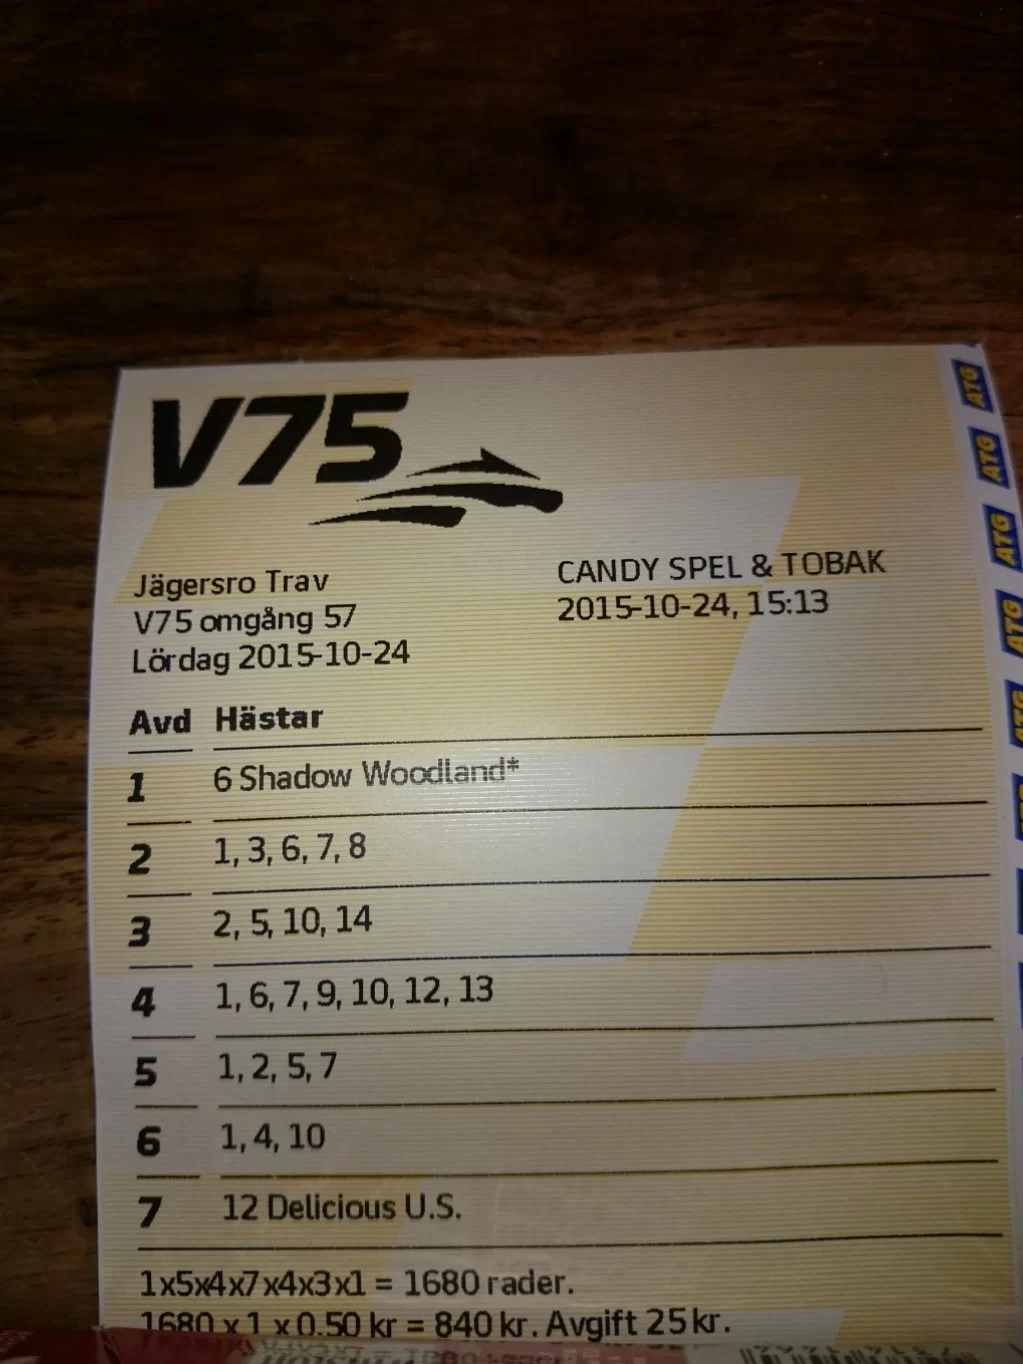 V75
Jägersro Trav
V75 omgång 57
Lördag 2015-10-24
CANDY SPEL & TOBAK
2015-10-24, 15:13
Avd Hästar
1 6 Shadow Woodland*
2 1, 3, 6, 7, 8
3 2, 5, 10, 14
4 1, 6, 7, 9, 10, 12, 13
5 1, 2, 5, 7
6 1, 4, 10
7 12 Delicious U.S.
1x5x4x7x4x3x1 = 1680 rader.
1680 x 1 x 0.50 kr = 840 kr. Avgift 25 kr.
ATG
ATG
ATG
ATG
ATG